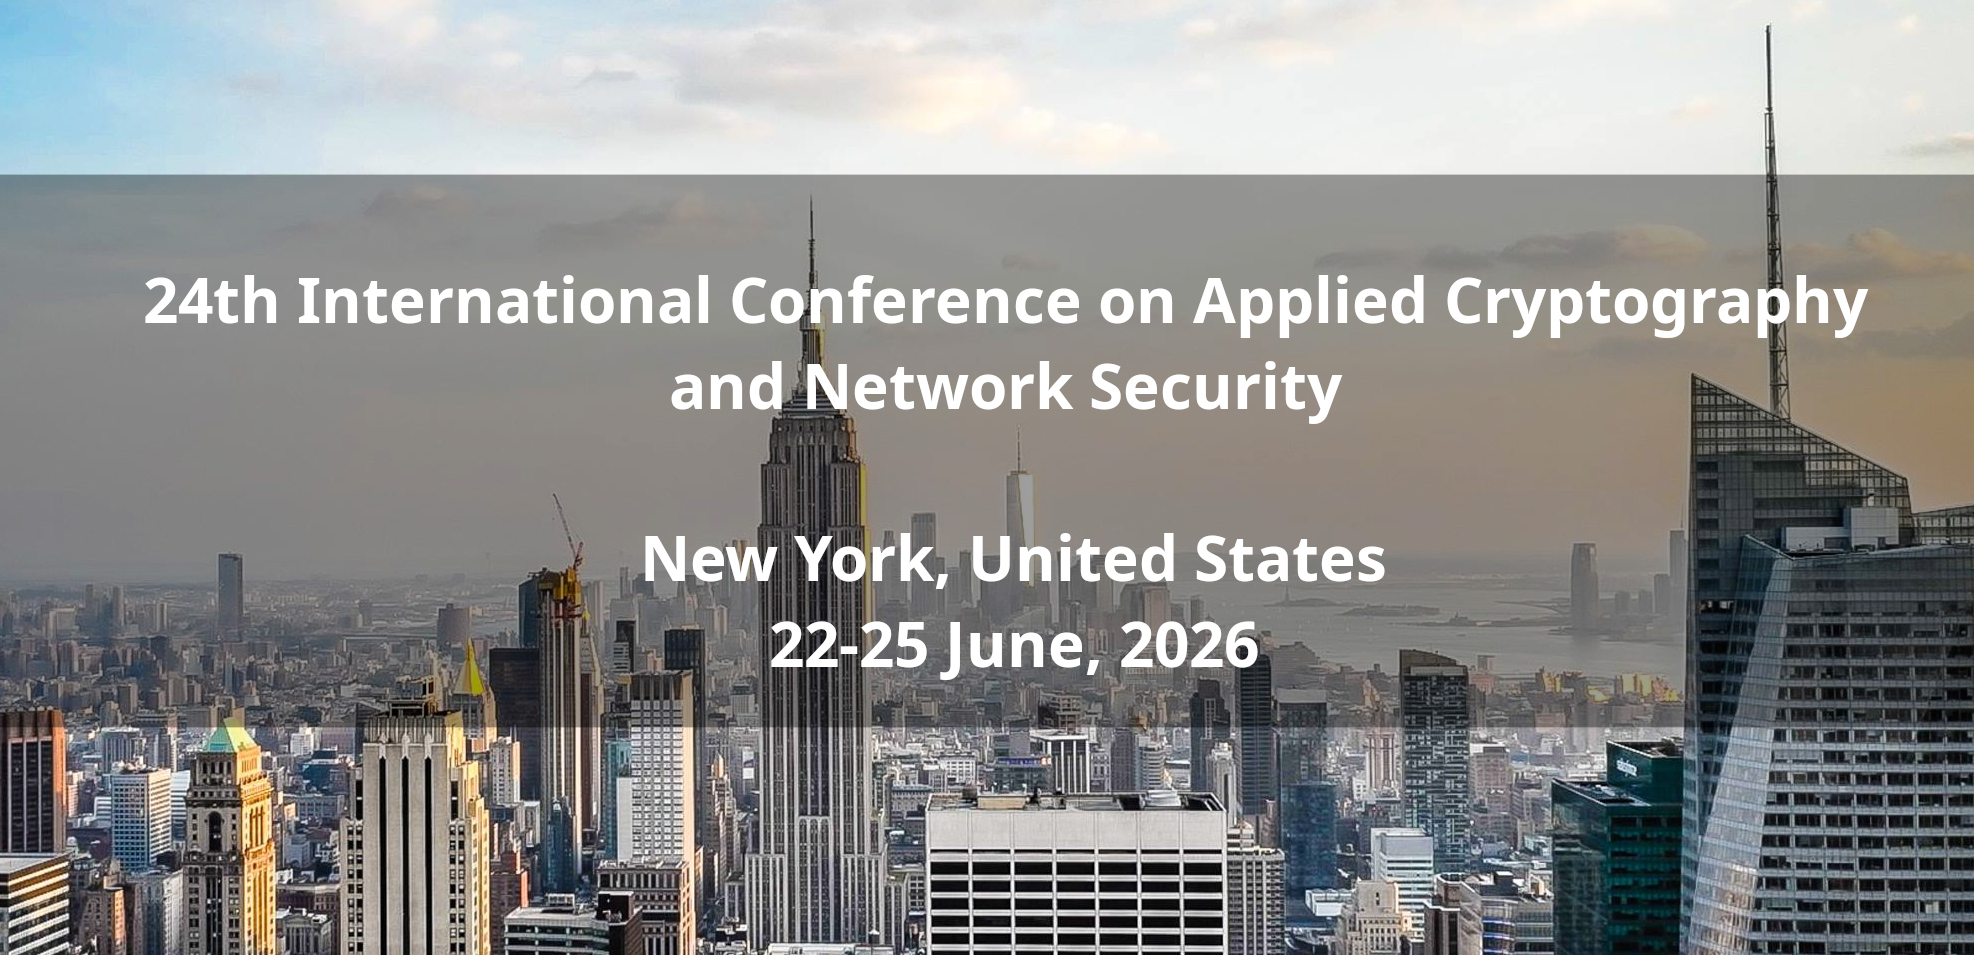 24th International Conference on Applied Cryptography
and Network Security
New York, United States
22-25 June, 2026